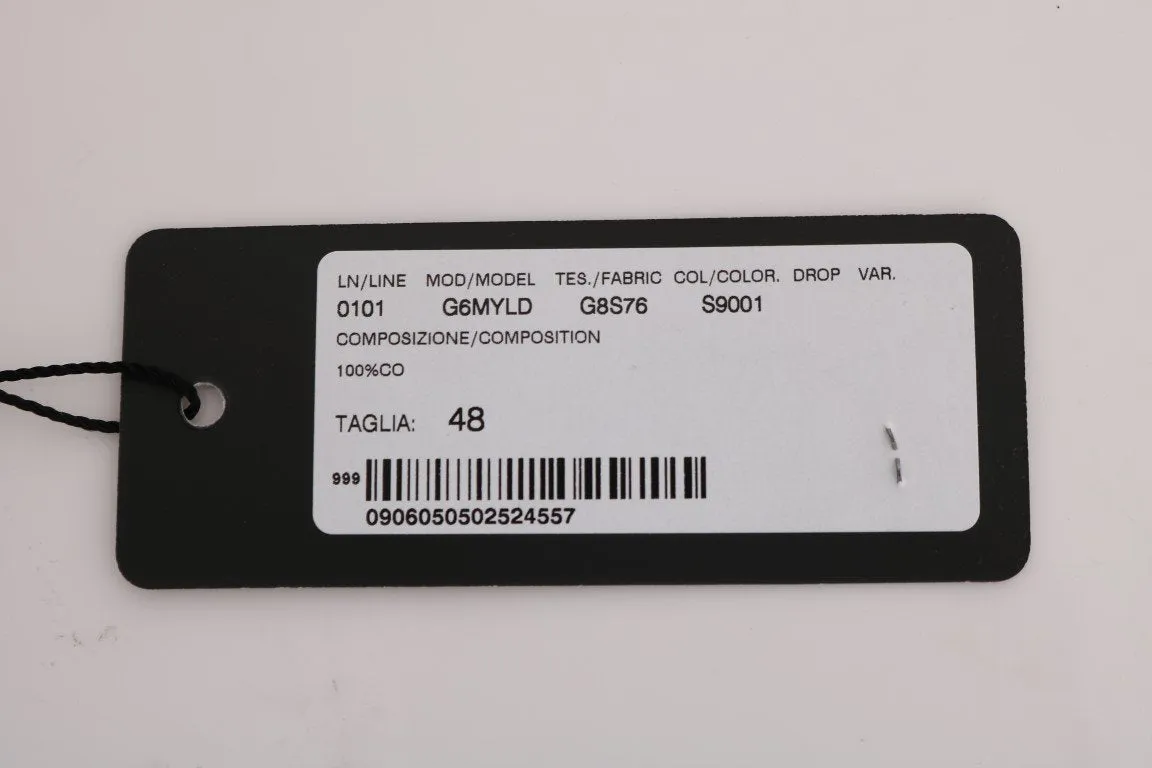 LN/LINE MOD/MODEL TES./FABRIC COL/COLOR. DROP VAR.
0101 G6MYLD G8S76 S9001
COMPOSIZIONE/COMPOSITION
100%CO
TAGLIA: 48
999
0906050502524557